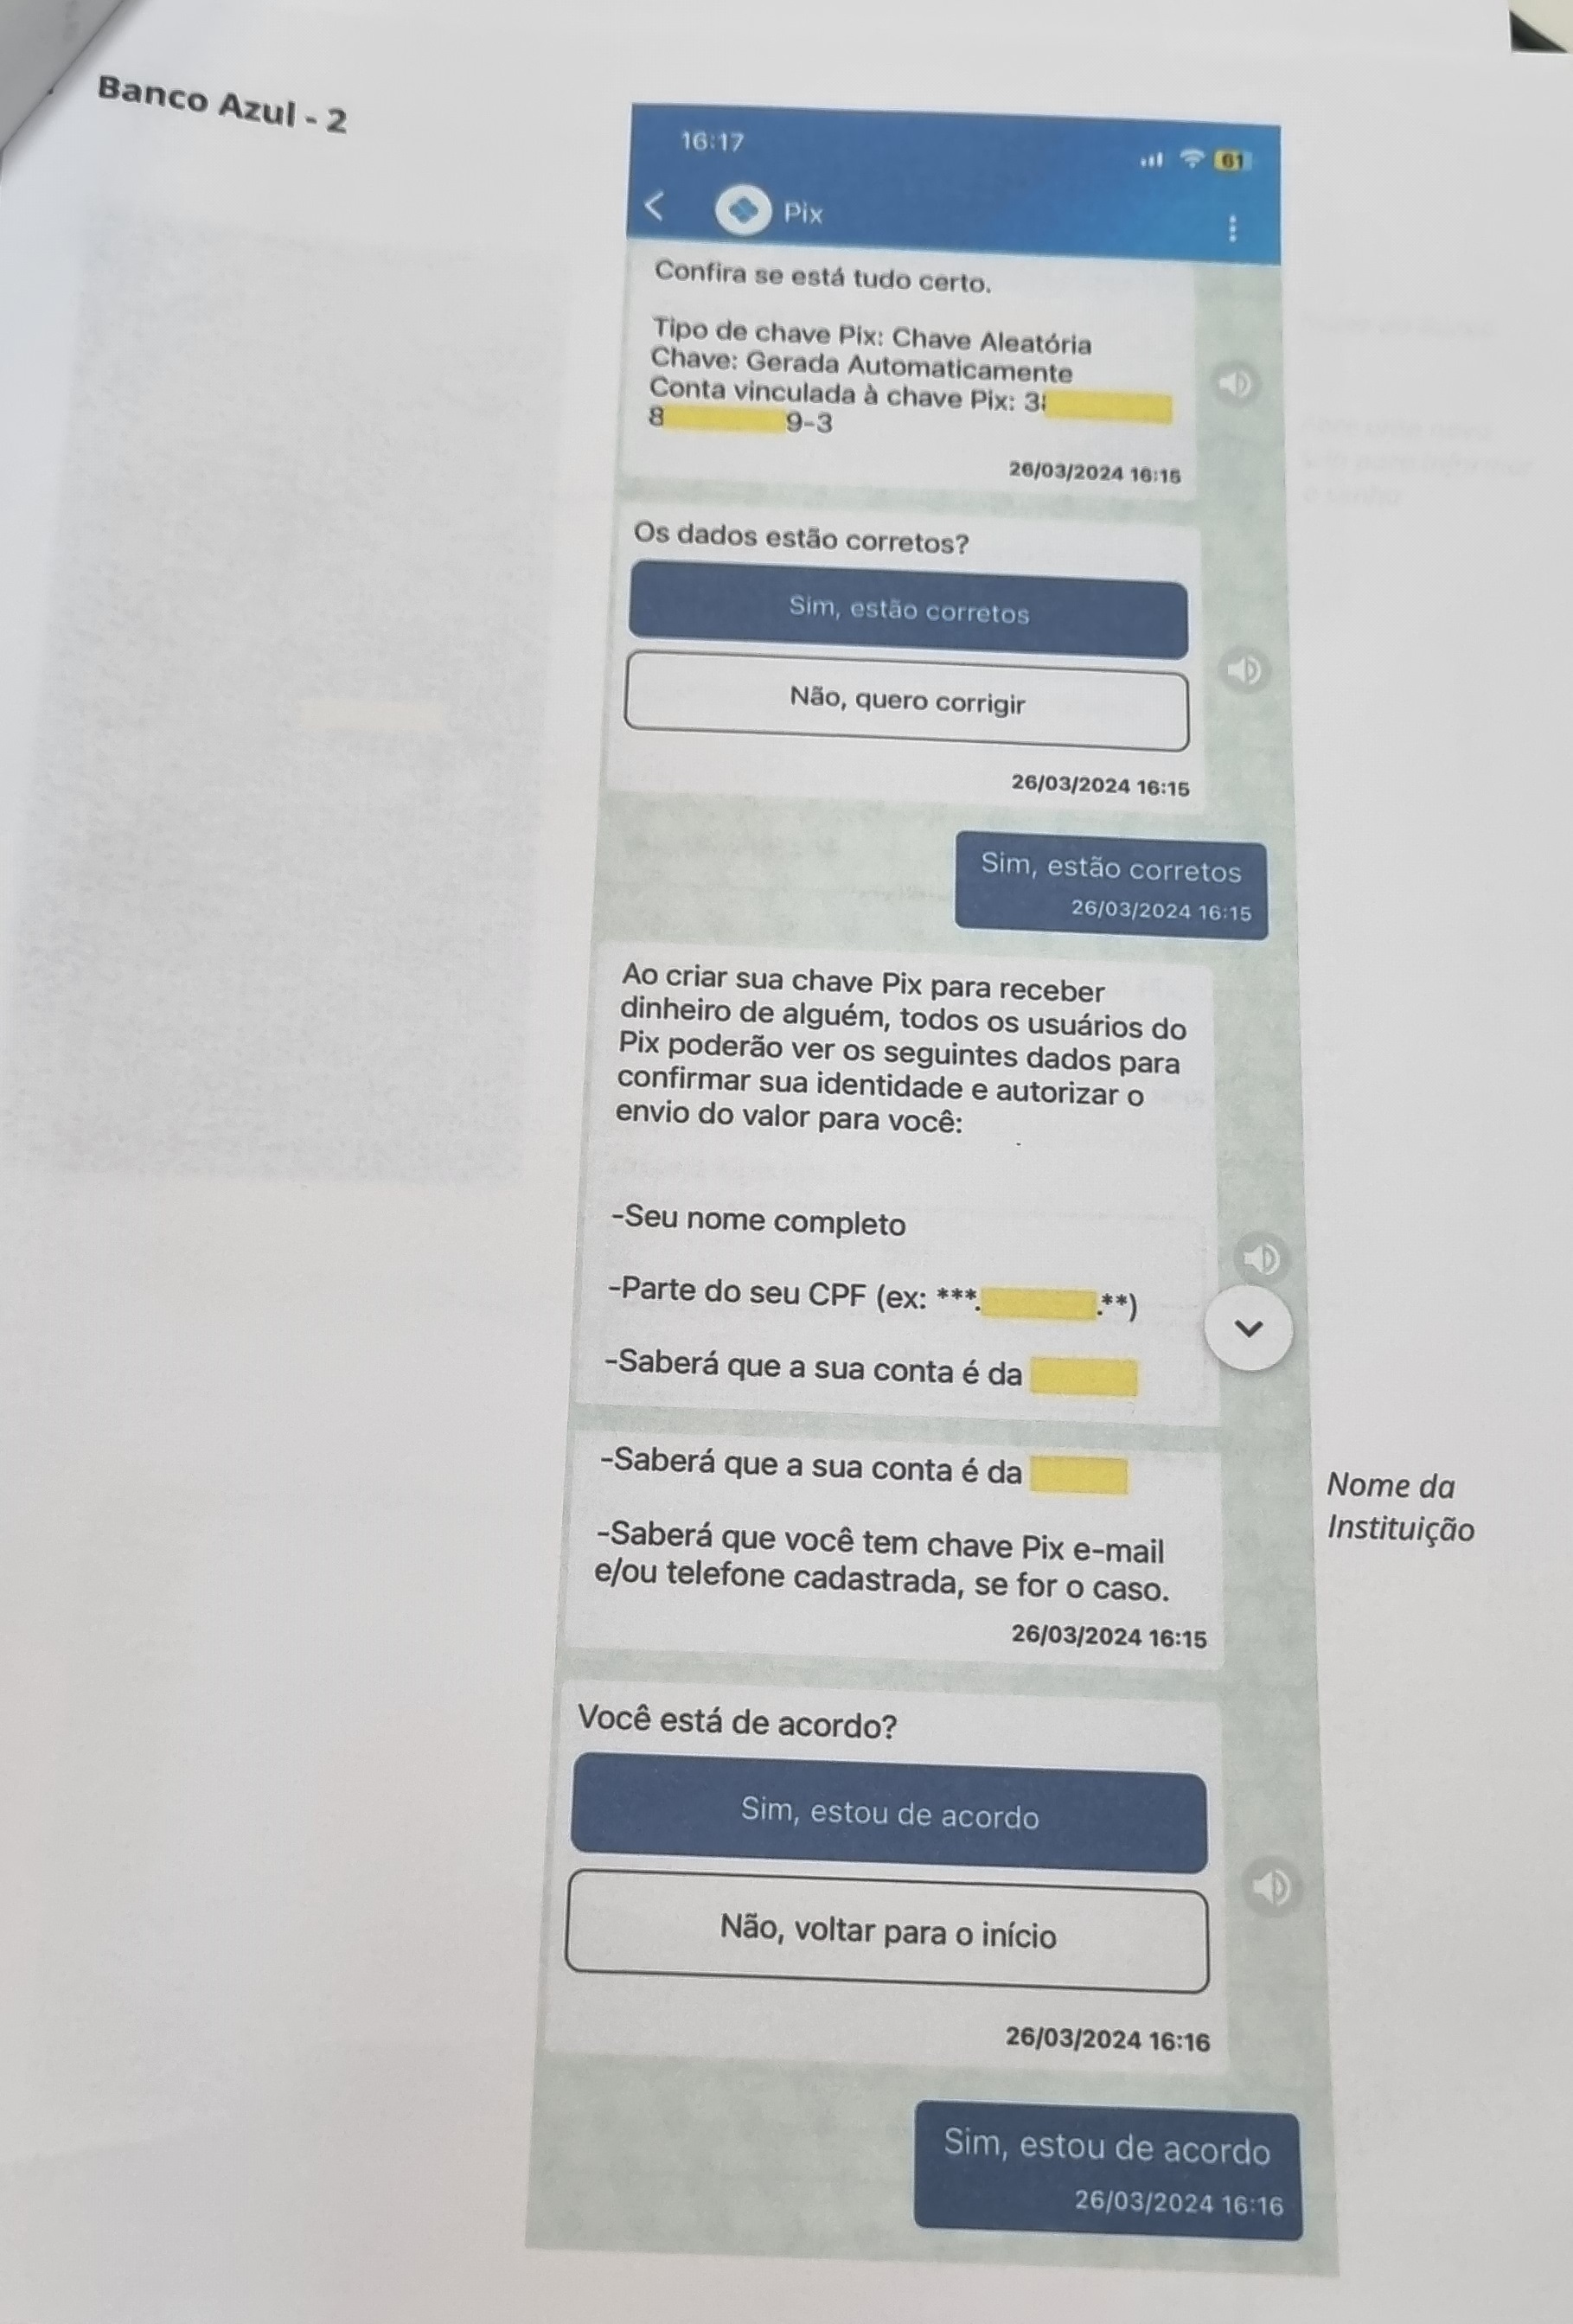 Banco Azul - 2
16:17
61
Pix
Confira se está tudo certo.
Tipo de chave Pix: Chave Aleatória
Chave: Gerada Automaticamente
Conta vinculada à chave Pix: 3
8 9-3
26/03/2024 16:15
Os dados estão corretos?
Sim, estão corretos
Não, quero corrigir
26/03/2024 16:15
Sim, estão corretos
26/03/2024 16:15
Ao criar sua chave Pix para receber
dinheiro de alguém, todos os usuários do
Pix poderão ver os seguintes dados para
confirmar sua identidade e autorizar o
envio do valor para você:
-Seu nome completo
-Parte do seu CPF (ex: ***. .**)
-Saberá que a sua conta é da
-Saberá que a sua conta é da
Nome da
Instituição
-Saberá que você tem chave Pix e-mail
e/ou telefone cadastrada, se for o caso.
26/03/2024 16:15
Você está de acordo?
Sim, estou de acordo
Não, voltar para o início
26/03/2024 16:16
Sim, estou de acordo
26/03/2024 16:16